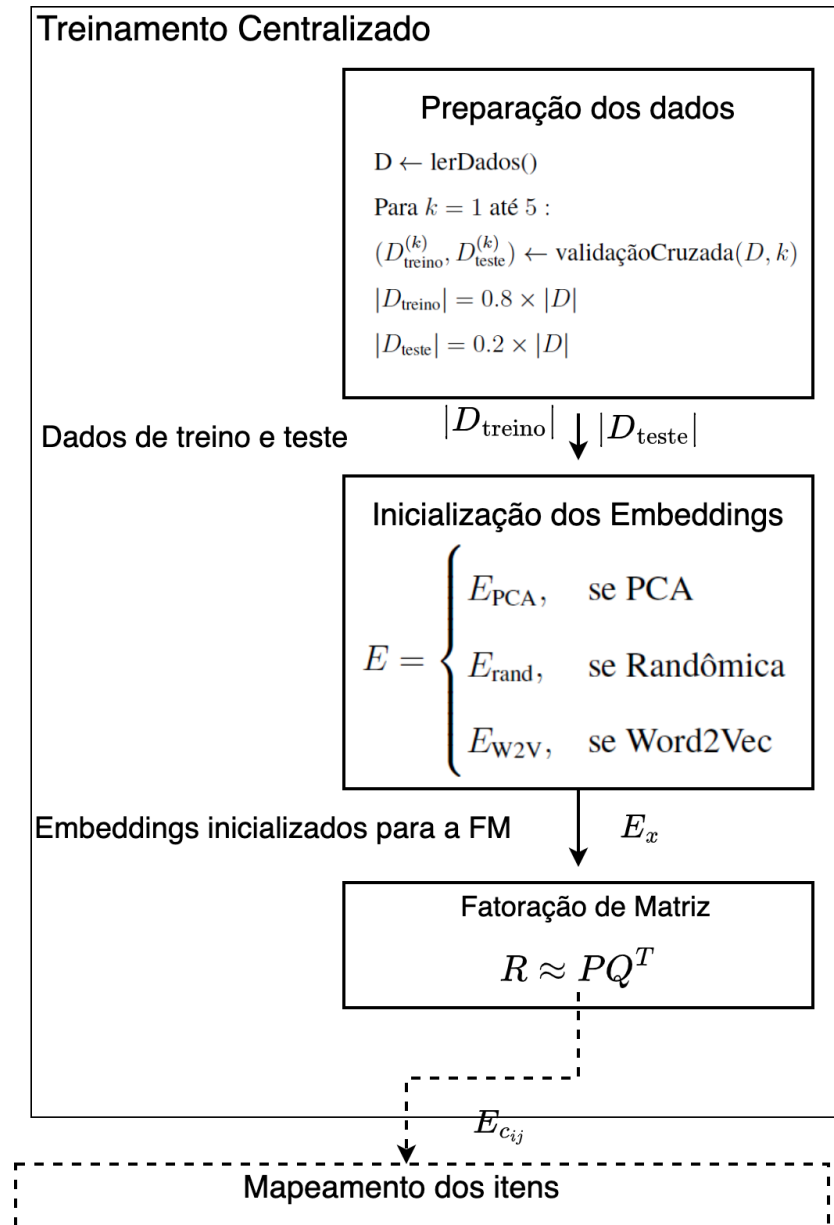 Treinamento Centralizado
Preparação dos dados
D ← lerDados()
Para k = 1 até 5 :
(D_treino^(k), D_teste^(k)) ← validaçãoCruzada(D, k)
|D_treino| = 0.8 × |D|
|D_teste| = 0.2 × |D|
|D_treino| |D_teste|
Dados de treino e teste
Inicialização dos Embeddings
E_PCA, se PCA
E = { E_rand, se Randômica
E_W2V, se Word2Vec
Embeddings inicializados para a FM E_x
Fatoração de Matriz
R ≈ PQ^T
E_c_ij
Mapeamento dos itens